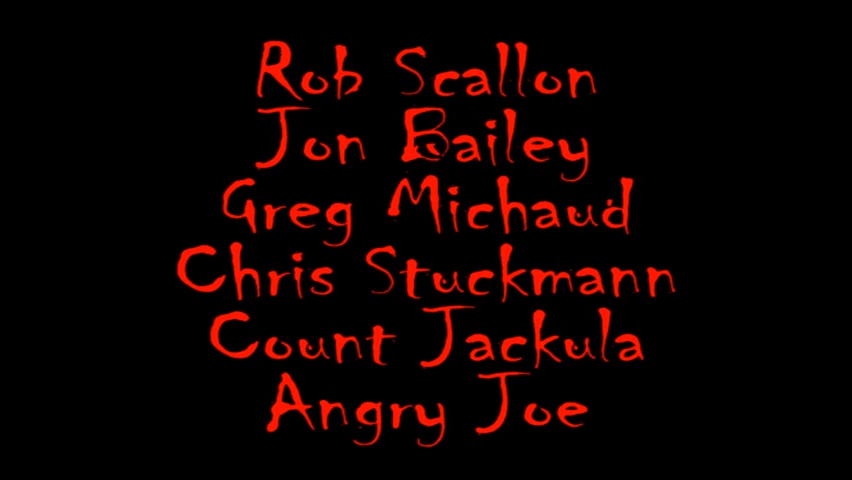 Rob Scallon
Jon Bailey
Greg Michaud
Chris Stuckmann
Count Jackula
Angry Joe